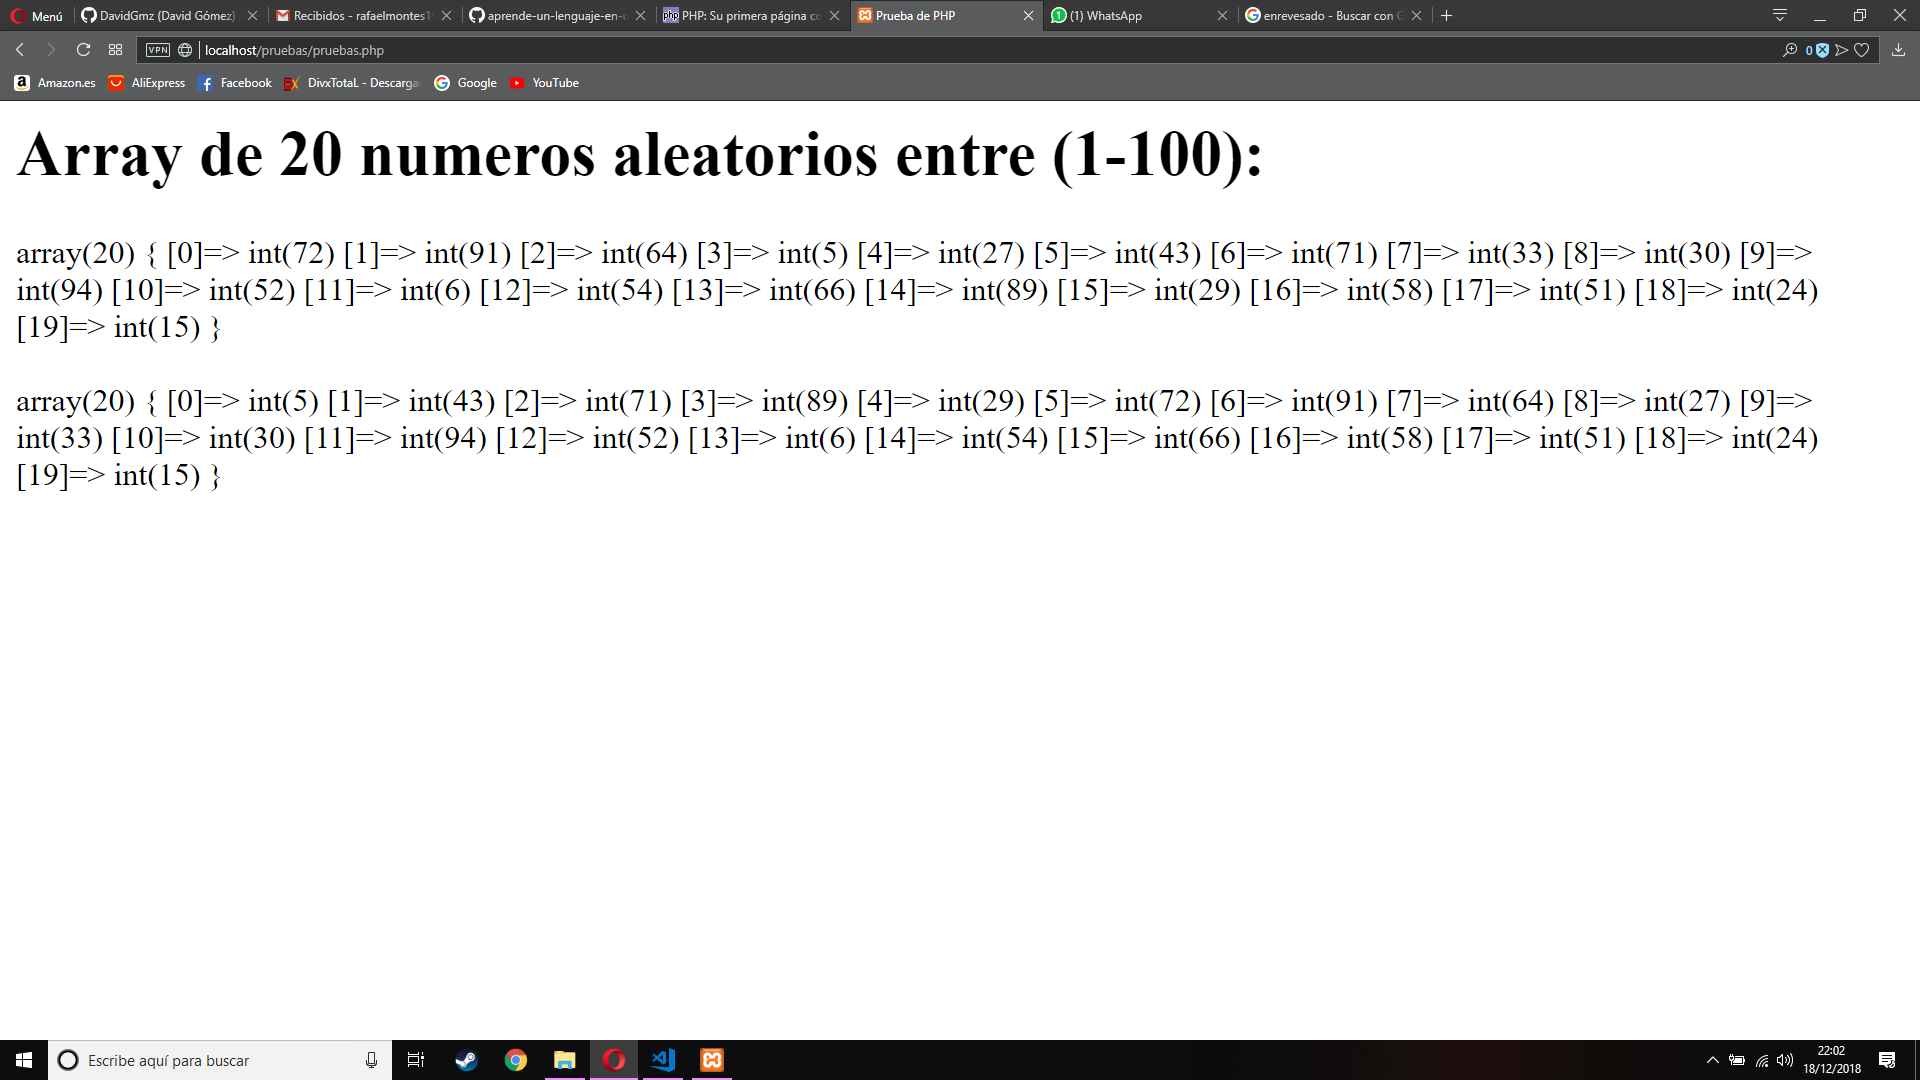 Menú
DavidGmz (David Gómez)
Recibidos - rafaelmontes1
aprende-un-lenguaje-en-u
php PHP: Su primera página co
Prueba de PHP
1 (1) WhatsApp
enrevesado - Buscar con G
VPN localhost/pruebas/pruebas.php
0
Amazon.es
AliExpress
Facebook
DivxTotaL - Descarga
Google
YouTube
Array de 20 numeros aleatorios entre (1-100):
array(20) { [0]=> int(72) [1]=> int(91) [2]=> int(64) [3]=> int(5) [4]=> int(27) [5]=> int(43) [6]=> int(71) [7]=> int(33) [8]=> int(30) [9]=>
int(94) [10]=> int(52) [11]=> int(6) [12]=> int(54) [13]=> int(66) [14]=> int(89) [15]=> int(29) [16]=> int(58) [17]=> int(51) [18]=> int(24)
[19]=> int(15) }
array(20) { [0]=> int(5) [1]=> int(43) [2]=> int(71) [3]=> int(89) [4]=> int(29) [5]=> int(72) [6]=> int(91) [7]=> int(64) [8]=> int(27) [9]=>
int(33) [10]=> int(30) [11]=> int(94) [12]=> int(52) [13]=> int(6) [14]=> int(54) [15]=> int(66) [16]=> int(58) [17]=> int(51) [18]=> int(24)
[19]=> int(15) }
Escribe aquí para buscar
22:02
18/12/2018